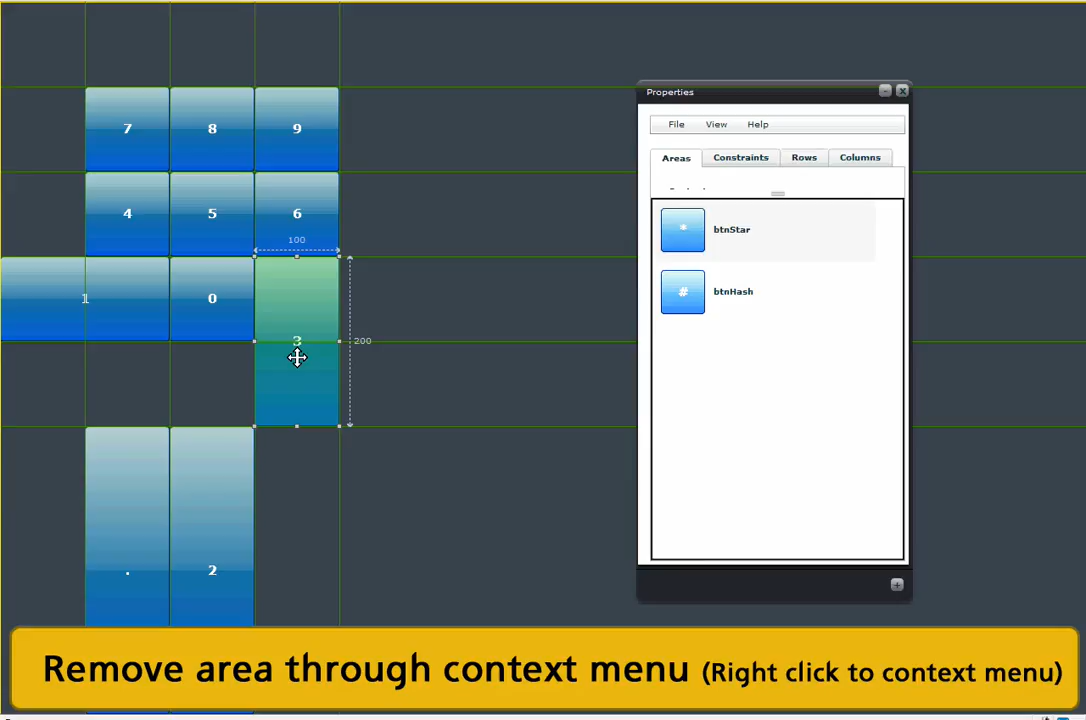 Properties
File View Help
Areas Constraints Rows Columns
7 8 9
4 5 6
100
1 0 3
200
* btnStar
# btnHash
. 2
Remove area through context menu (Right click to context menu)